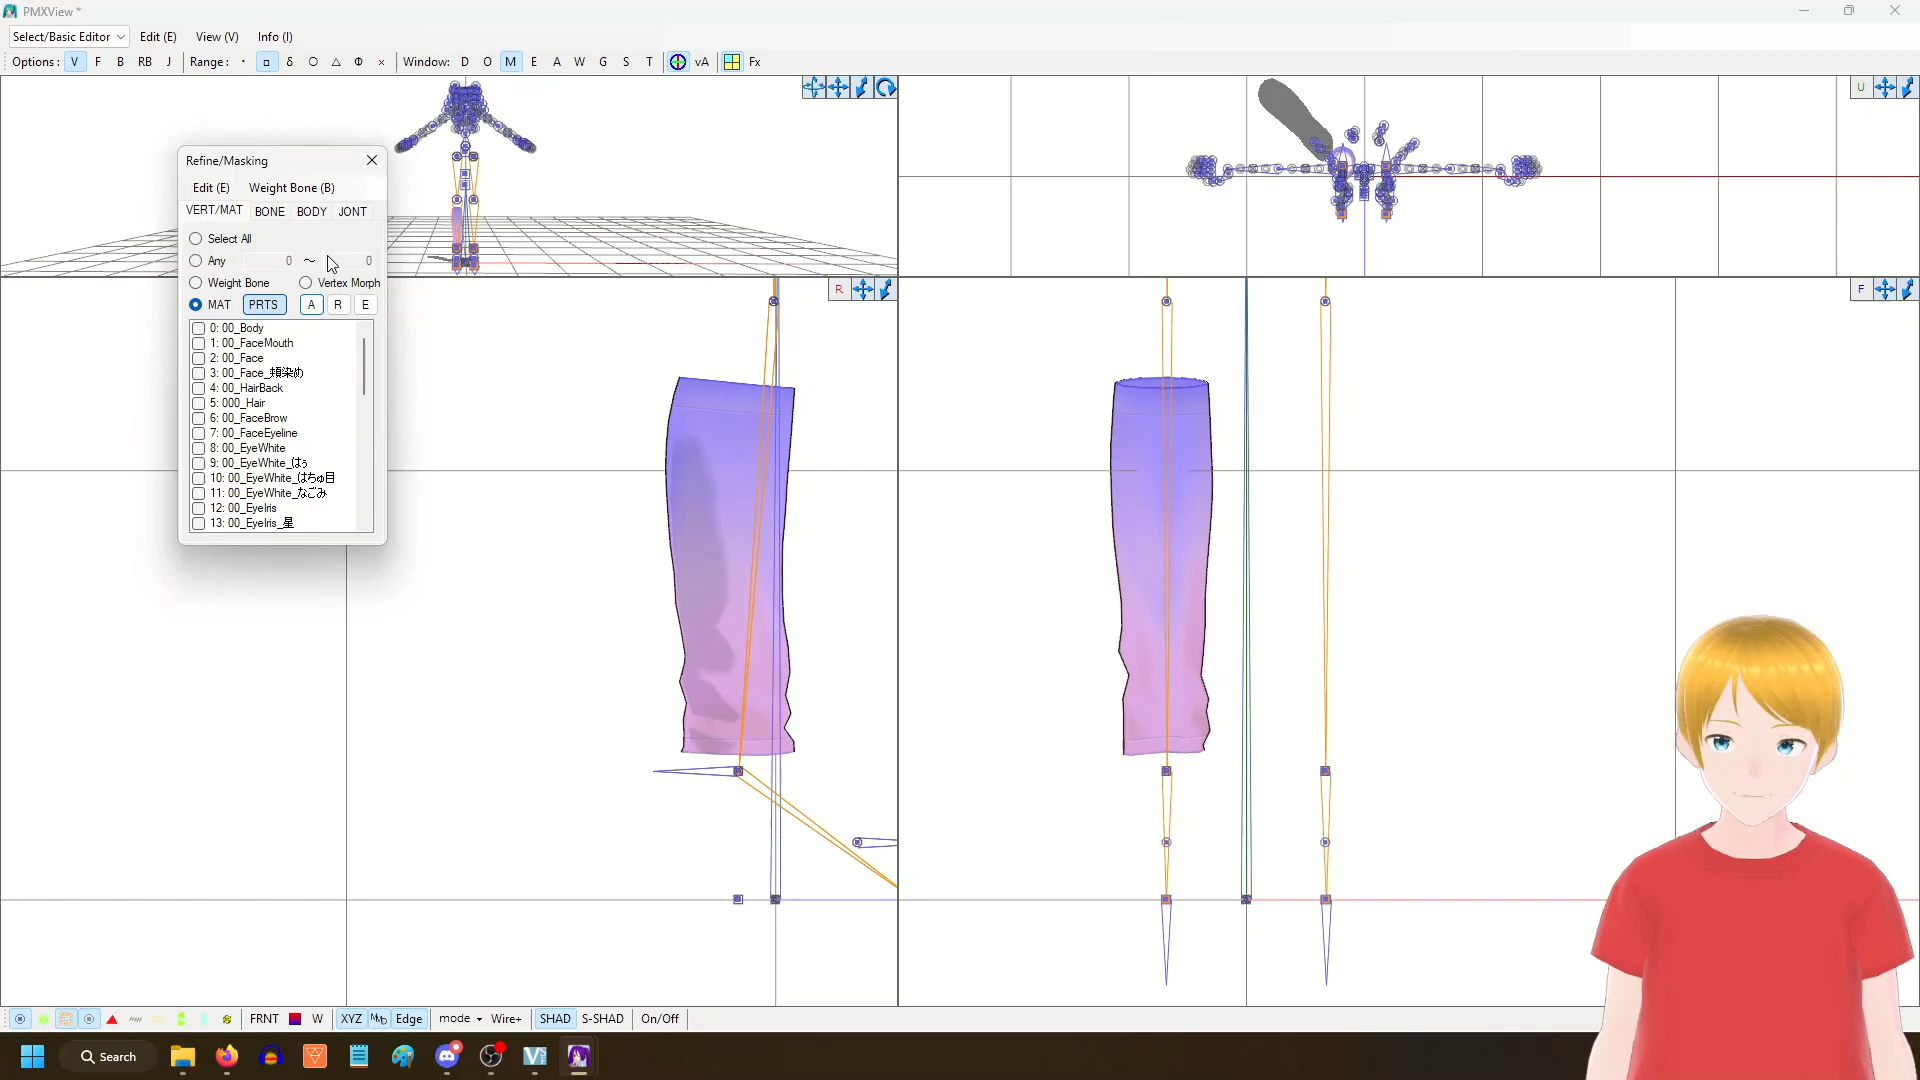 PMXView *
Select/Basic Editor Edit (E) View (V) Info (I)
Options : V F B RB J Range : · δ × Window: D O M E A W G S T vA Fx
U
Refine/Masking
Edit (E) Weight Bone (B)
VERT/MAT BONE BODY JONT
Select All
Any 0 ～ 0
Weight Bone Vertex Morph
MAT PRTS A R E
0: 00_Body
1: 00_FaceMouth
2: 00_Face
3: 00_Face_頬染め
4: 00_HairBack
5: 000_Hair
6: 00_FaceBrow
7: 00_FaceEyeline
8: 00_EyeWhite
9: 00_EyeWhite_はぅ
10: 00_EyeWhite_はちゅ目
11: 00_EyeWhite_なごみ
12: 00_EyeIris
13: 00_EyeIris_星
R
F
FRNT W XYZ Edge mode Wire+ SHAD S-SHAD On/Off
Search